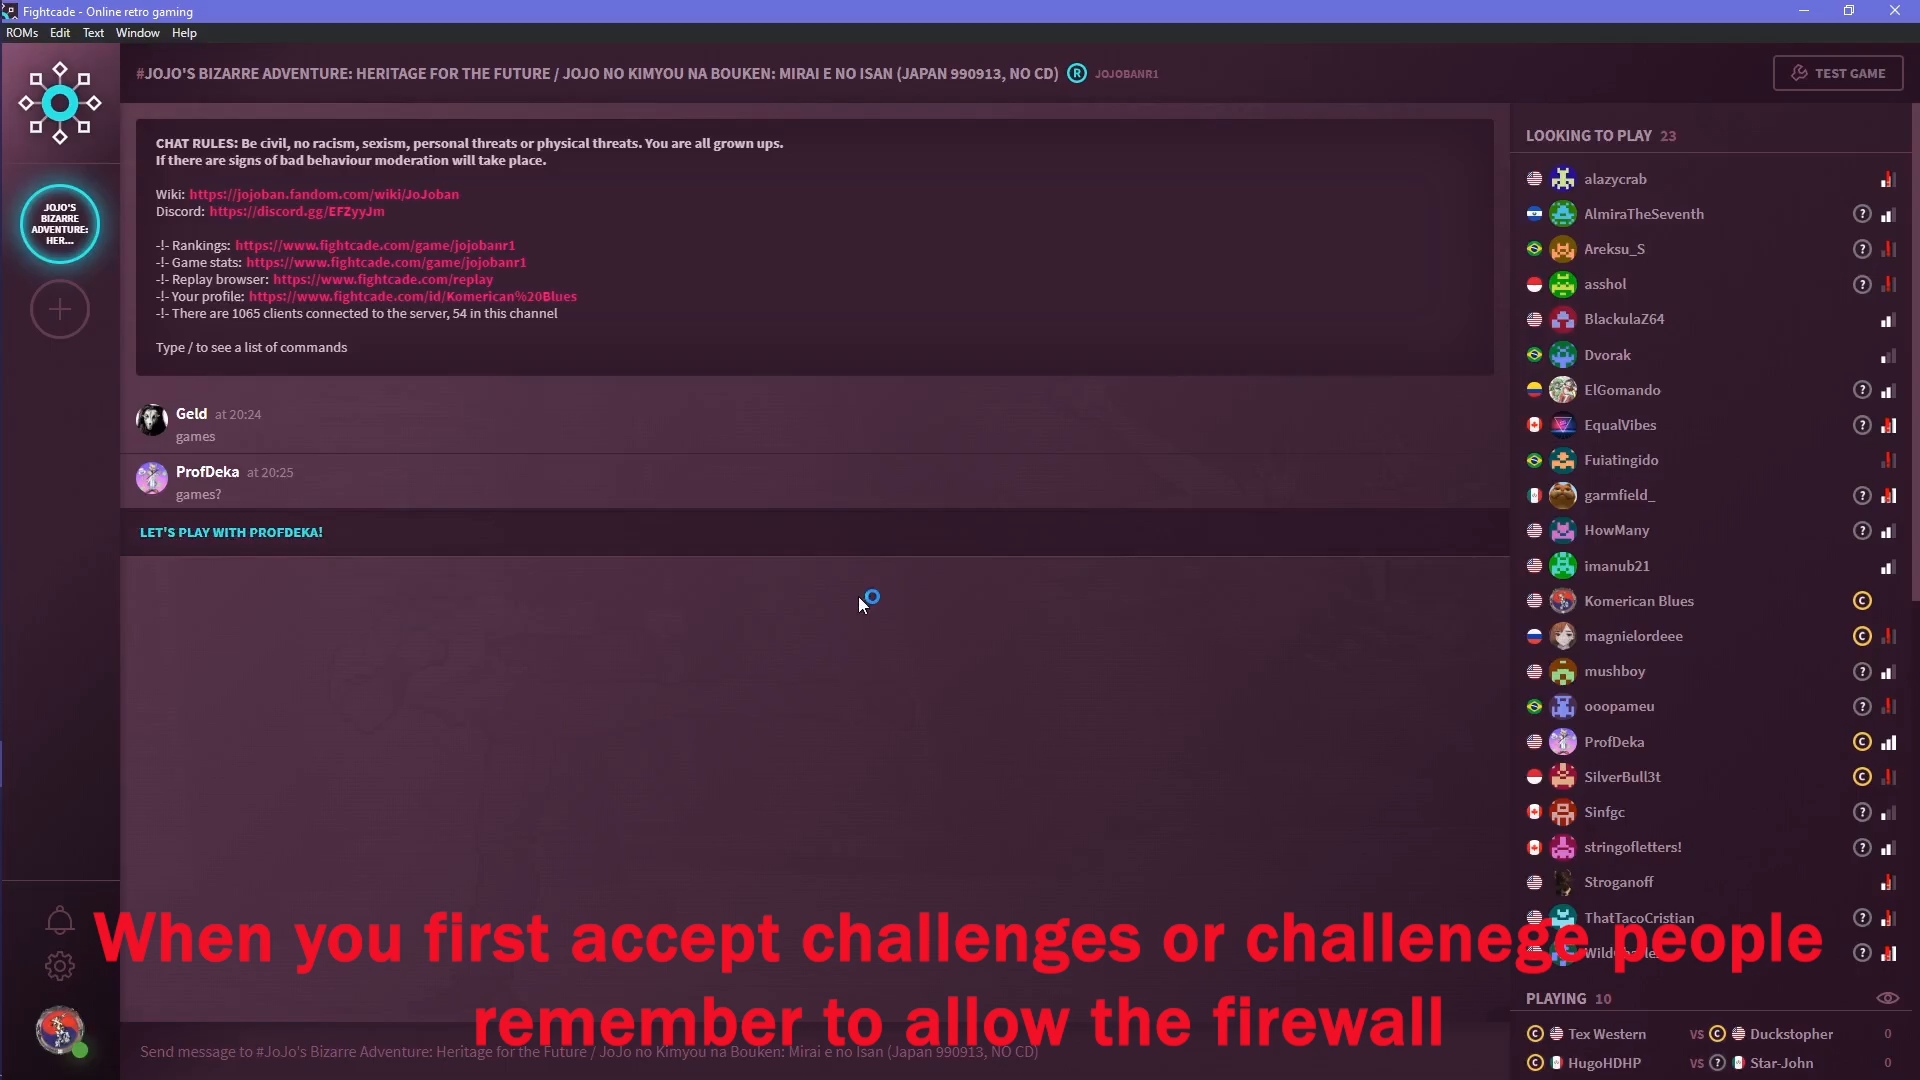 Fightcade - Online retro gaming
ROMs Edit Text Window Help
#JOJO'S BIZARRE ADVENTURE: HERITAGE FOR THE FUTURE / JOJO NO KIMYOU NA BOUKEN: MIRAI E NO ISAN (JAPAN 990913, NO CD) R JOJOBANR1
TEST GAME
JOJO'S
BIZARRE
ADVENTURE:
HER...
CHAT RULES: Be civil, no racism, sexism, personal threats or physical threats. You are all grown ups.
If there are signs of bad behaviour moderation will take place.
Wiki: https://jojoban.fandom.com/wiki/JoJoban
Discord: https://discord.gg/EFZyyJm
-!- Rankings: https://www.fightcade.com/game/jojobanr1
-!- Game stats: https://www.fightcade.com/game/jojobanr1
-!- Replay browser: https://www.fightcade.com/replay
-!- Your profile: https://www.fightcade.com/id/Komerican%20Blues
-!- There are 1065 clients connected to the server, 54 in this channel
Type / to see a list of commands
Geld at 20:24
games
ProfDeka at 20:25
games?
LET'S PLAY WITH PROFDEKA!
LOOKING TO PLAY 23
alazycrab
AlmiraTheSeventh ?
Areksu_S ?
asshol ?
BlackulaZ64
Dvorak
ElGomando ?
EqualVibes ?
Fuiatingido
garmfield_ ?
HowMany ?
imanub21
Komerican Blues C
magnielordeee C
mushboy ?
ooopameu ?
ProfDeka C
SilverBull3t C
Sinfgc ?
stringofletters! ?
Stroganoff
ThatTacoCristian ?
?
When you first accept challenges or challenege people
remember to allow the firewall
PLAYING 10
C Tex Western VS C Duckstopher 0
C HugoHDHP VS ? Star-John 0
Send message to #JoJo's Bizarre Adventure: Heritage for the Future / JoJo no Kimyou na Bouken: Mirai e no Isan (Japan 990913, NO CD)